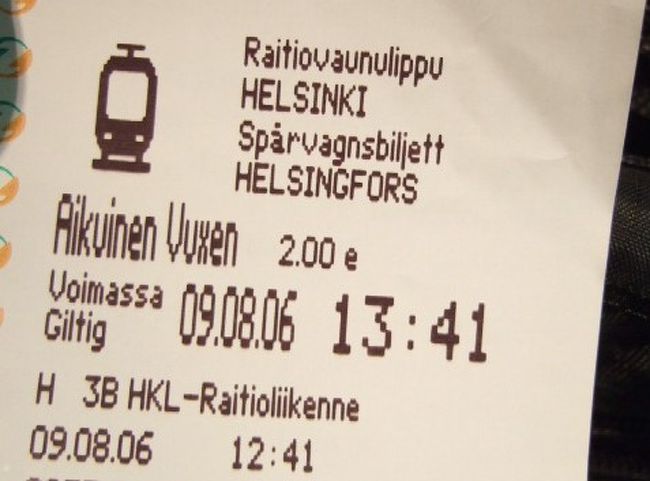 Raitiovaunulippu
HELSINKI
Spårvagnsbiljett
HELSINGFORS
Aikuinen Vuxen 2.00 e
Voimassa
Giltig 09.08.06 13:41
H 3B HKL-Raitioliikenne
09.08.06 12:41